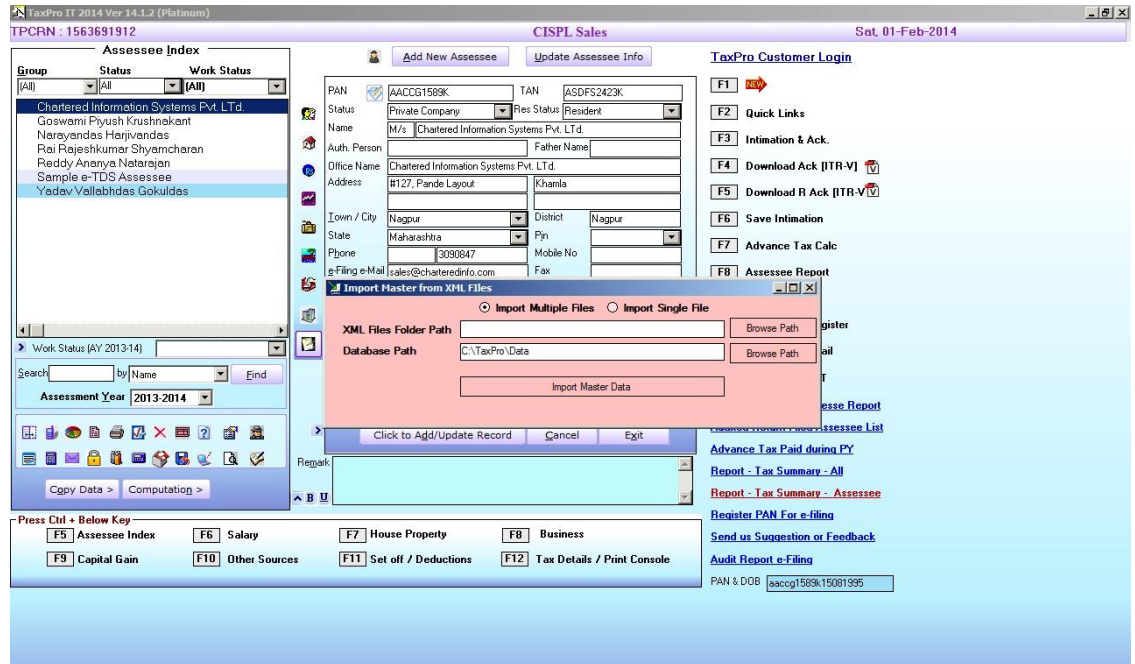 TaxPro IT 2014 Ver 14.1.2 (Platinum)
TPCRN : 1563691912 CISPL Sales Sat, 01-Feb-2014
Assessee Index
Group Status Work Status
(All) All (All)
Chartered Information Systems Pvt. LTd.
Goswami Piyush Krushnakant
Narayandas Harjivandas
Rai Rajeshkumar Shyamcharan
Reddy Ananya Natarajan
Sample e-TDS Assessee
Yadav Vallabhdas Gokuldas
Work Status (AY 2013-14)
Search by Name Find
Assessment Year 2013-2014
Copy Data > Computation >
Add New Assessee Update Assessee Info
PAN AACCG1589K TAN ASDFS2423K
Status Private Company Res Status Resident
Name M/s Chartered Information Systems Pvt. LTd.
Auth. Person Father Name
Office Name Chartered Information Systems Pvt. LTd.
Address #127, Pande Layout Khamla
Town / City Nagpur District Nagpur
State Maharashtra Pin
Phone 3090847 Mobile No
e-Filing e-Mail sales@charteredinfo.com Fax
Import Master from XML FIles
Import Multiple Files Import Single File
XML Files Folder Path Browse Path
Database Path C:\TaxPro\Data Browse Path
Import Master Data
Click to Add/Update Record Cancel Exit
Remark
B U
TaxPro Customer Login
F1 NEW
F2 Quick Links
F3 Intimation & Ack.
F4 Download Ack [ITR-V]
F5 Download R Ack [ITR-V
F6 Save Intimation
F7 Advance Tax Calc
F8 Assessee Report
gister
ail
T
esse Report
Assessee List
Advance Tax Paid during PY
Report - Tax Summary - All
Report - Tax Summary - Assessee
Register PAN For e-filing
Send us Suggestion or Feedback
Audit Report e-Filing
PAN & DOB aaccg1589k15081995
Press Ctrl + Below Key
F5 Assessee Index F6 Salary F7 House Property F8 Business
F9 Capital Gain F10 Other Sources F11 Set off / Deductions F12 Tax Details / Print Console